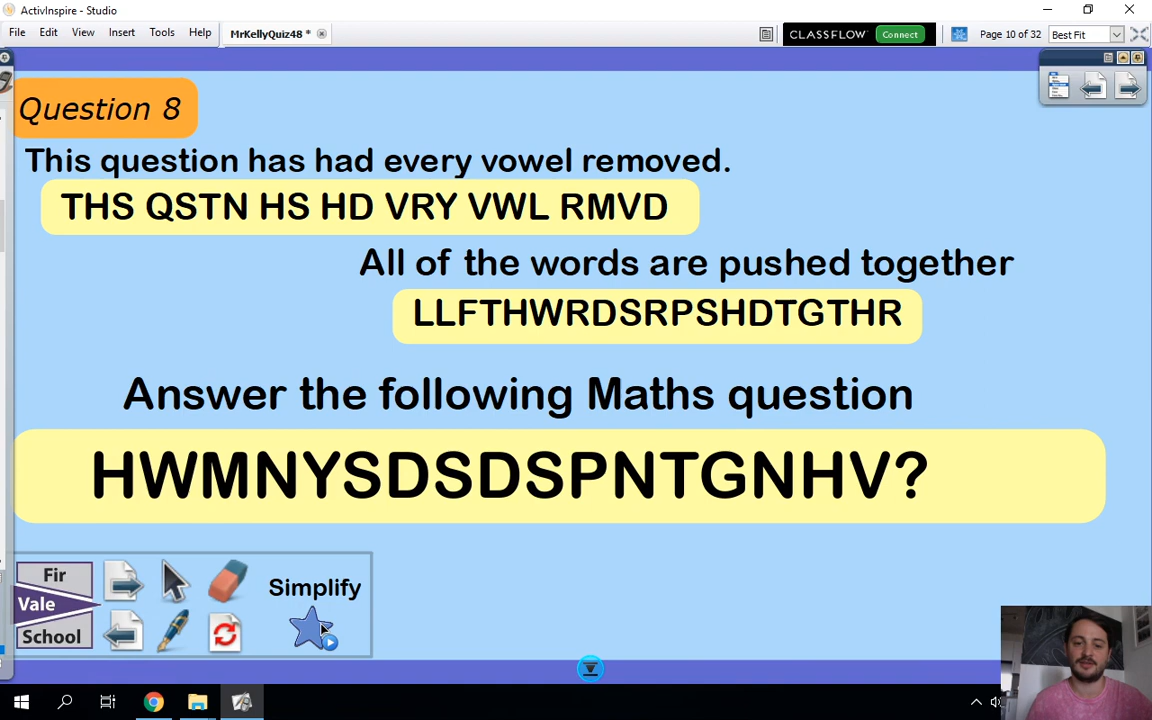 ActivInspire - Studio
File Edit View Insert Tools Help MrKellyQuiz48 * CLASSFLOW Connect Page 10 of 32 Best Fit
Question 8
This question has had every vowel removed.
THS QSTN HS HD VRY VWL RMVD
All of the words are pushed together
LLFTHWRDSRPSHDTGTHR
Answer the following Maths question
HWMNYSDSDSPNTGNHV?
Fir
Vale
School
Simplify